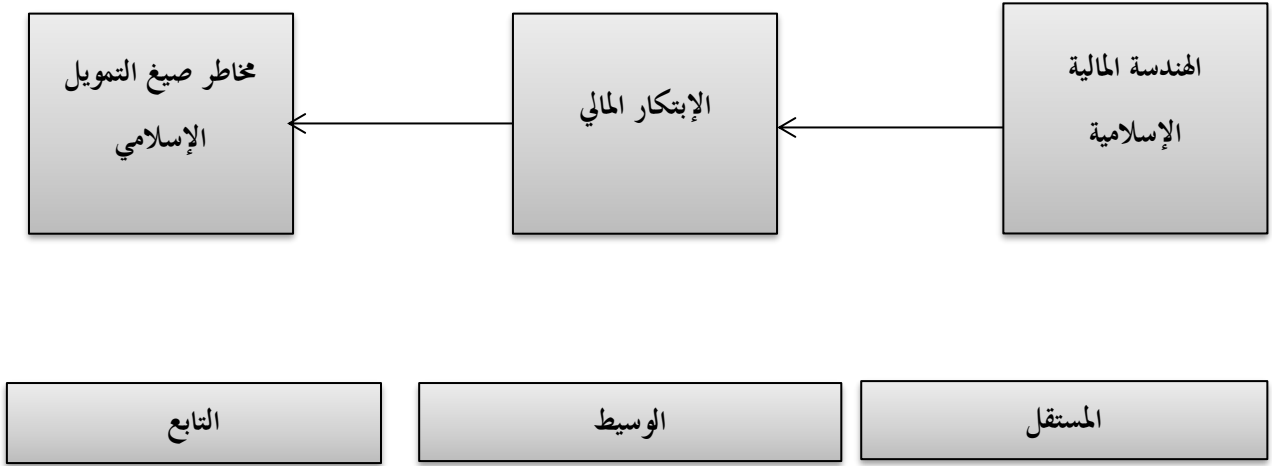 الهندسة المالية
الإسلامية
الإبتكار المالي
مخاطر صيغ التمويل
الإسلامي
المستقل
الوسيط
التابع